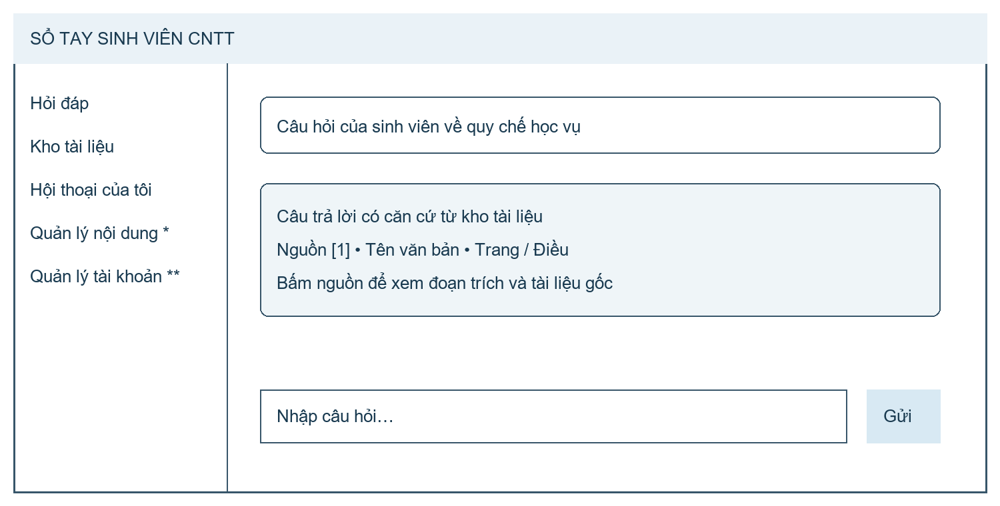 SỔ TAY SINH VIÊN CNTT
Hỏi đáp
Kho tài liệu
Hội thoại của tôi
Quản lý nội dung *
Quản lý tài khoản **
Câu hỏi của sinh viên về quy chế học vụ
Câu trả lời có căn cứ từ kho tài liệu
Nguồn [1] • Tên văn bản • Trang / Điều
Bấm nguồn để xem đoạn trích và tài liệu gốc
Nhập câu hỏi…
Gửi